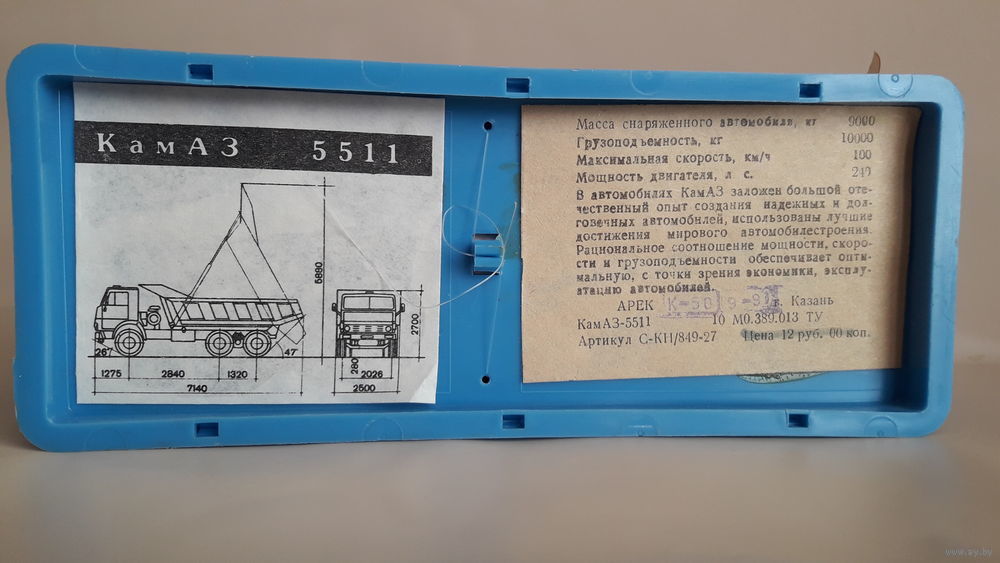 КамАЗ 5511
5880
2700
26°
47°
280
1275
2840
1320
2026
7140
2500
Масса снаряженного автомобиля, кг 9000
Грузоподъемность, кг 10000
Максимальная скорость, км/ч 100
Мощность двигателя, л с. 240
В автомобилях КамАЗ заложен большой оте-
чественный опыт создания надежных и дол-
говечных автомобилей, использованы лучшие
достижения мирового автомобилестроения.
Рациональное соотношение мощности, скоро-
сти и грузоподъемности обеспечивает опти-
мальную, с точки зрения экономики, эксплу-
атацию автомобилей.
АРЕК г. Казань
КамАЗ-5511 10 М0.389.013 ТУ
Артикул С-КН/849-27 Цена 12 руб. 00 коп.
www.ay.by